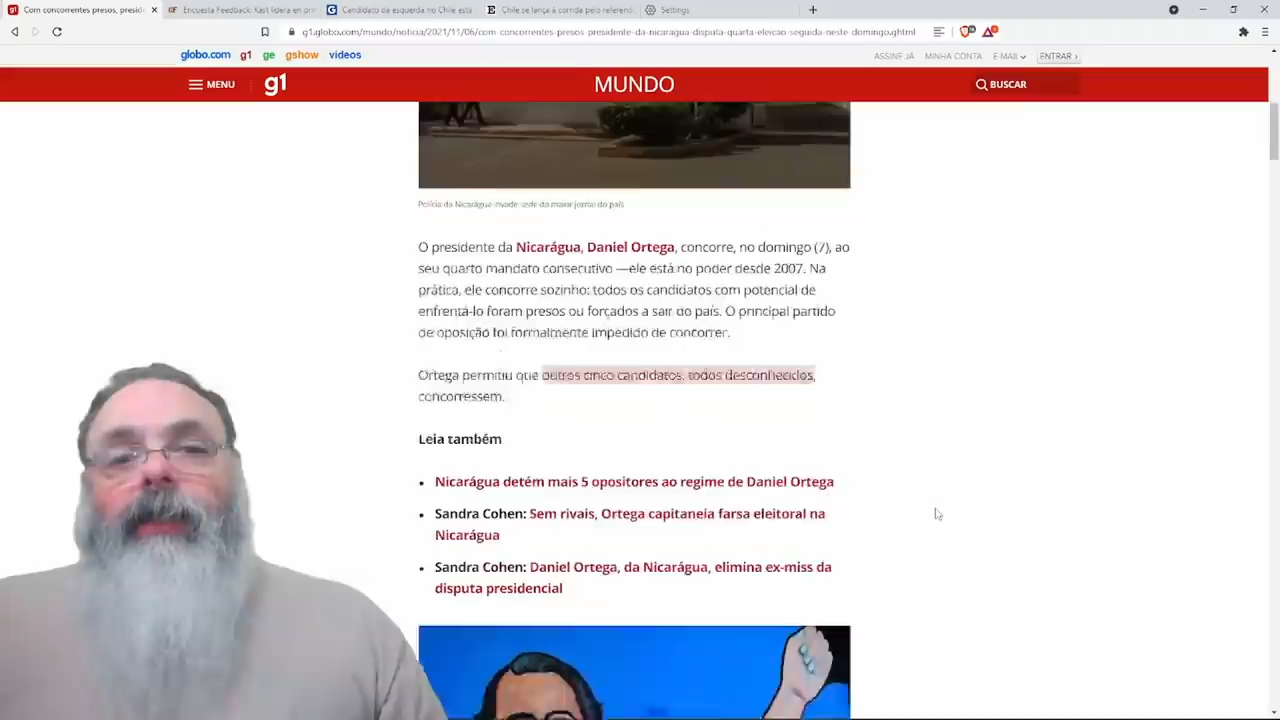 Com concorrentes presos, presid
Encuesta Feedback: Kast lidera en pri
Candidato da esquerda no Chile está
Chile se lança à corrida pelo referend
Settings
g1.globo.com/mundo/noticia/2021/11/06/com-concorrentes-presos-presidente-da-nicaragua-disputa-quarta-eleicao-seguida-neste-domingo.ghtml
globo.com g1 ge gshow videos
ASSINE JÁ MINHA CONTA E-MAIL ENTRAR ›
MENU g1 MUNDO BUSCAR
Polícia da Nicarágua invade sede do maior jornal do país
O presidente da Nicarágua, Daniel Ortega, concorre, no domingo (7), ao
seu quarto mandato consecutivo —ele está no poder desde 2007. Na
prática, ele concorre sozinho: todos os candidatos com potencial de
enfrentá-lo foram presos ou forçados a sair do país. O principal partido
de oposição foi formalmente impedido de concorrer.
Ortega permitiu que outros cinco candidatos, todos desconhecidos,
concorressem.
Leia também
Nicarágua detém mais 5 opositores ao regime de Daniel Ortega
Sandra Cohen: Sem rivais, Ortega capitaneia farsa eleitoral na
Nicarágua
Sandra Cohen: Daniel Ortega, da Nicarágua, elimina ex-miss da
disputa presidencial